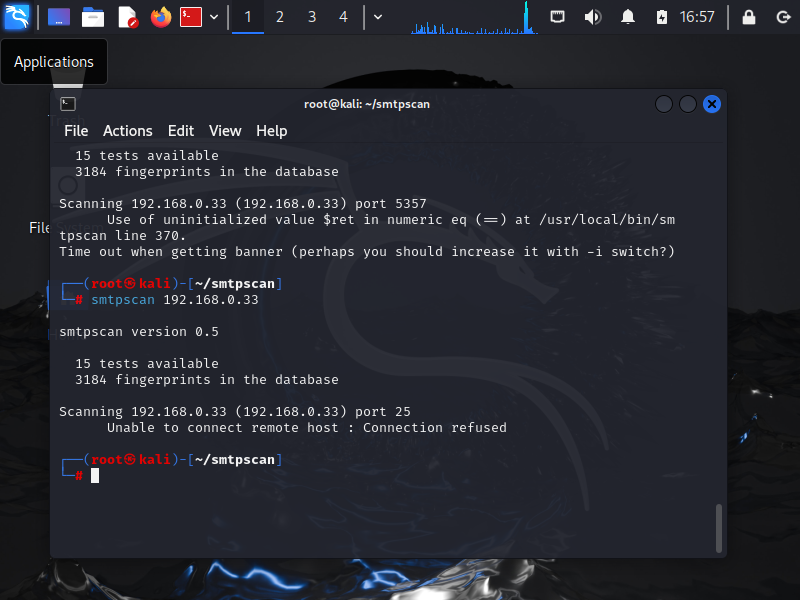 1 2 3 4 16:57
Applications
root@kali: ~/smtpscan
File Actions Edit View Help
15 tests available
3184 fingerprints in the database
Scanning 192.168.0.33 (192.168.0.33) port 5357
Use of uninitialized value $ret in numeric eq (==) at /usr/local/bin/sm
tpscan line 370.
Time out when getting banner (perhaps you should increase it with -i switch?)
┌──(root㉿kali)-[~/smtpscan]
└─# smtpscan 192.168.0.33
smtpscan version 0.5
15 tests available
3184 fingerprints in the database
Scanning 192.168.0.33 (192.168.0.33) port 25
Unable to connect remote host : Connection refused
┌──(root㉿kali)-[~/smtpscan]
└─#